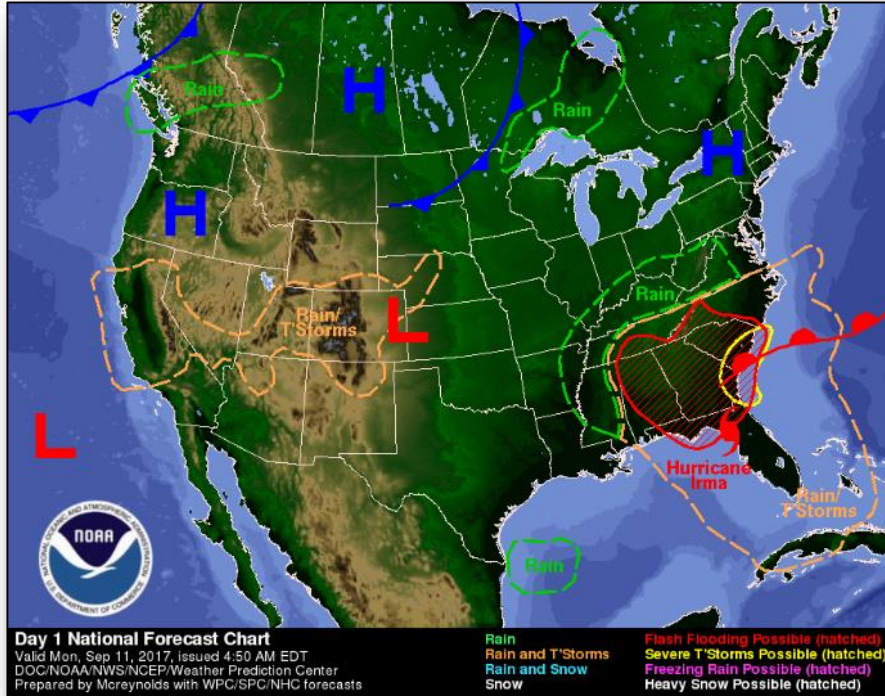 Rain
H
Rain
H
H
Rain
Rain/
T'Storms
L
L
Hurricane
Irma
Rain/
T'Storms
Rain
NATIONAL OCEANIC AND ATMOSPHERIC ADMINISTRATION
NOAA
U.S. DEPARTMENT OF COMMERCE
Day 1 National Forecast Chart
Valid Mon, Sep 11, 2017, issued 4:50 AM EDT
DOC/NOAA/NWS/NCEP/Weather Prediction Center
Prepared by Mcreynolds with WPC/SPC/NHC forecasts
Rain
Rain and T'Storms
Rain and Snow
Snow
Flash Flooding Possible (hatched)
Severe T'Storms Possible (hatched)
Freezing Rain Possible (hatched)
Heavy Snow Possible (hatched)